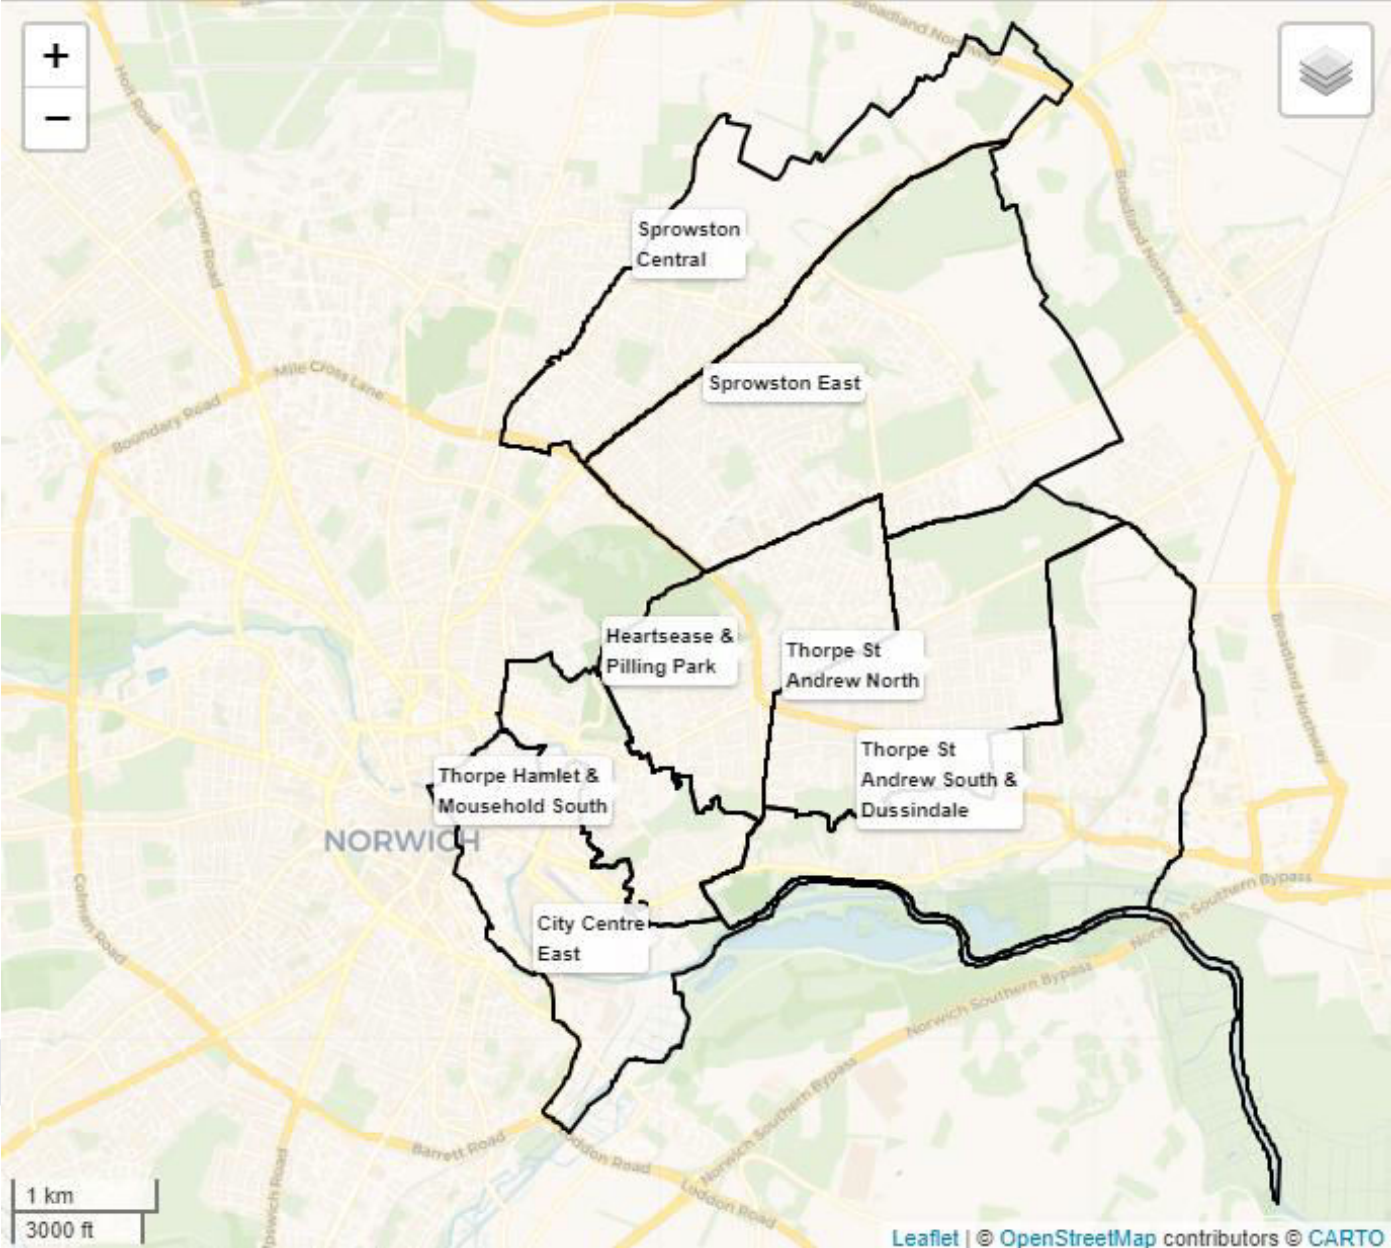 +
−
Broadland Northway
Holt Road
Cromer Road
Broadland Northway
Sprowston
Central
Mile Cross Lane
Sprowston East
Boundary Road
Heartsease &
Pilling Park
Thorpe St
Andrew North
Broadland Northway
Thorpe St
Andrew South &
Dussindale
Thorpe Hamlet &
Mousehold South
NORWICH
Colman Road
Norwich Southern Bypass
City Centre
East
Norwich Southern Bypass
Norwich Southern Bypass
Barrett Road
Loddon Road
Loddon Road
1 km
3000 ft
Leaflet | © OpenStreetMap contributors © CARTO